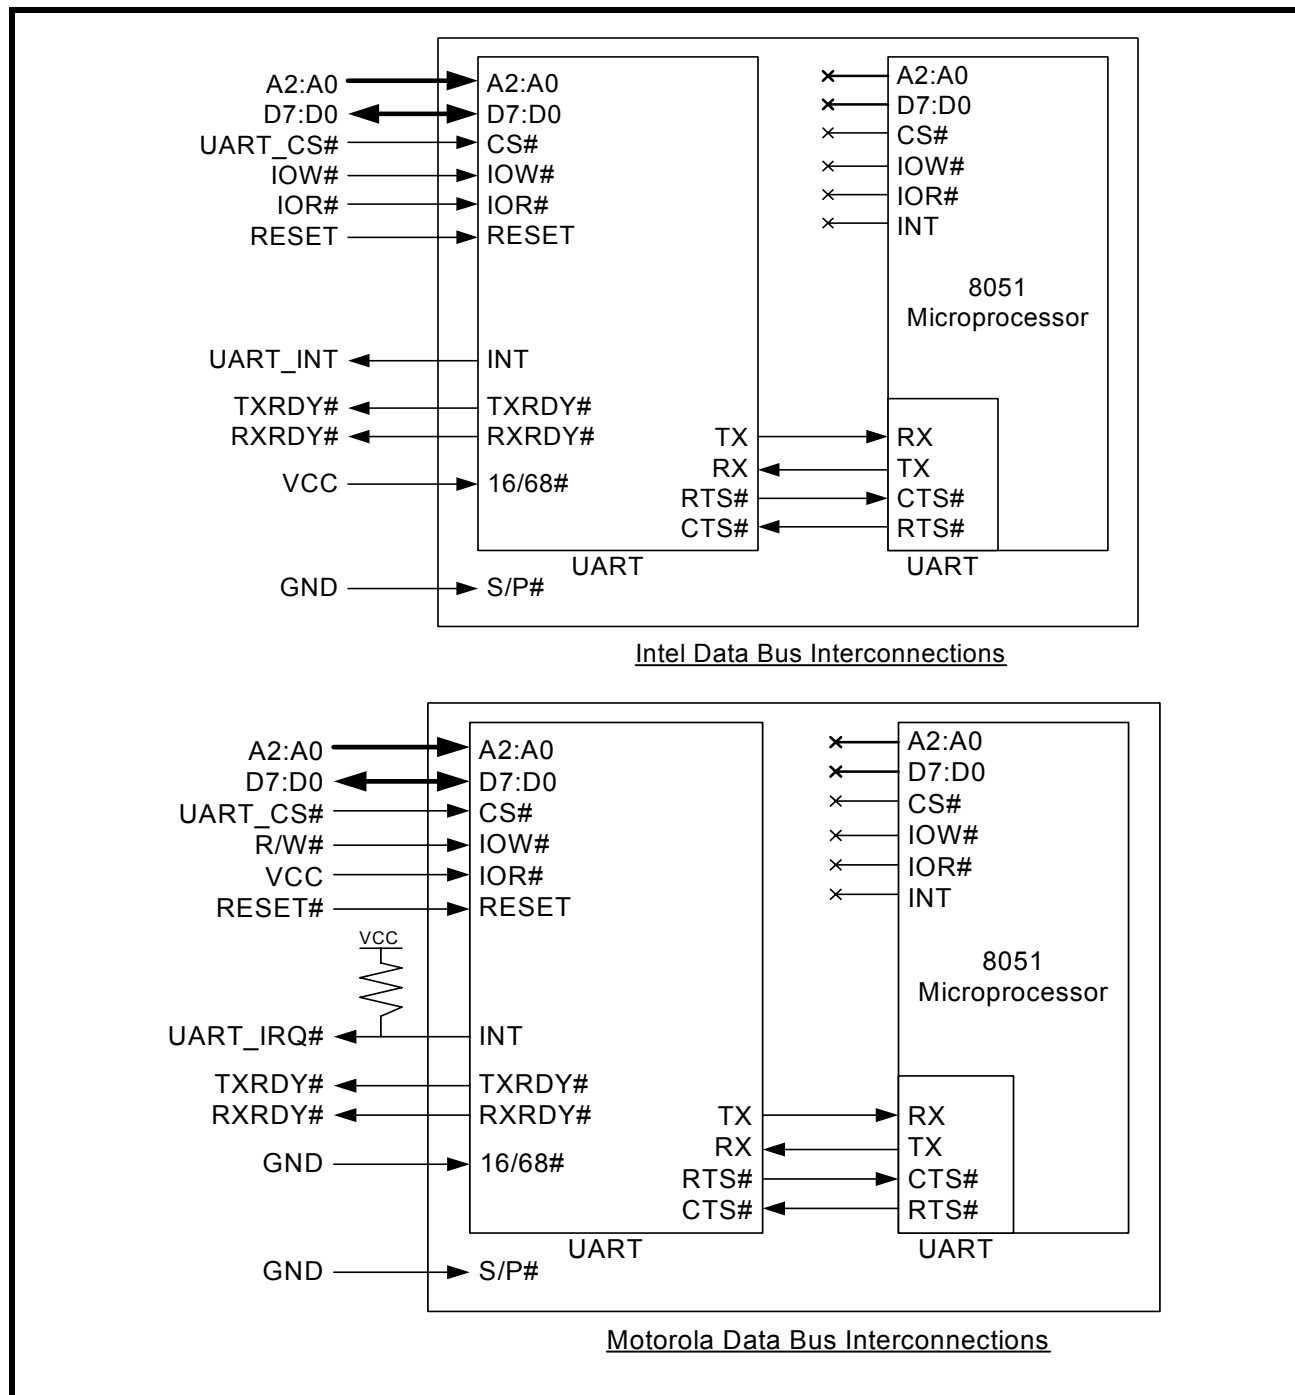 A2:A0
D7:D0
UART_CS#
IOW#
IOR#
RESET
UART_INT
TXRDY#
RXRDY#
VCC
GND
A2:A0
D7:D0
CS#
IOW#
IOR#
RESET
INT
TXRDY#
RXRDY#
16/68#
S/P#
TX
RX
RTS#
CTS#
UART
A2:A0
D7:D0
CS#
IOW#
IOR#
INT
8051
Microprocessor
RX
TX
CTS#
RTS#
UART
Intel Data Bus Interconnections
A2:A0
D7:D0
UART_CS#
R/W#
VCC
RESET#
VCC
UART_IRQ#
TXRDY#
RXRDY#
GND
GND
A2:A0
D7:D0
CS#
IOW#
IOR#
RESET
INT
TXRDY#
RXRDY#
16/68#
S/P#
TX
RX
RTS#
CTS#
UART
A2:A0
D7:D0
CS#
IOW#
IOR#
INT
8051
Microprocessor
RX
TX
CTS#
RTS#
UART
Motorola Data Bus Interconnections